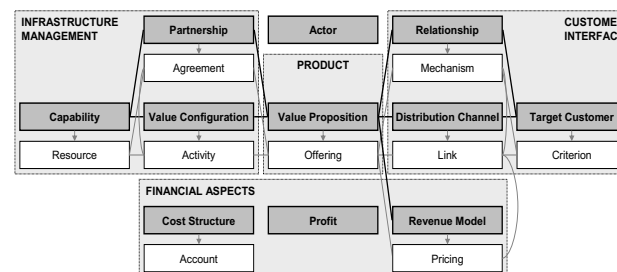 INFRASTRUCTURE
MANAGEMENT
Partnership
Actor
Relationship
CUSTOME
INTERFAC
Agreement
PRODUCT
Mechanism
Capability
Value Configuration
Value Proposition
Distribution Channel
Target Customer
Resource
Activity
Offering
Link
Criterion
FINANCIAL ASPECTS
Cost Structure
Profit
Revenue Model
Account
Pricing